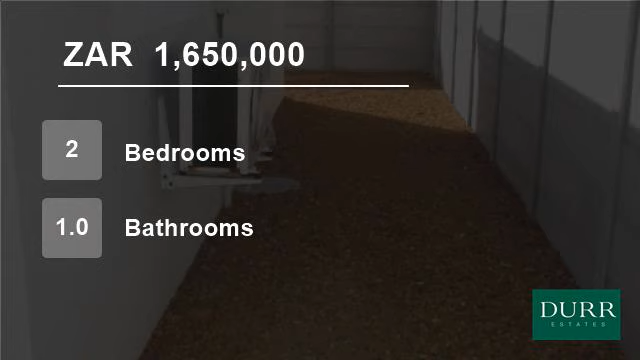 ZAR 1,650,000
2
Bedrooms
1.0
Bathrooms
DURR
ESTATES